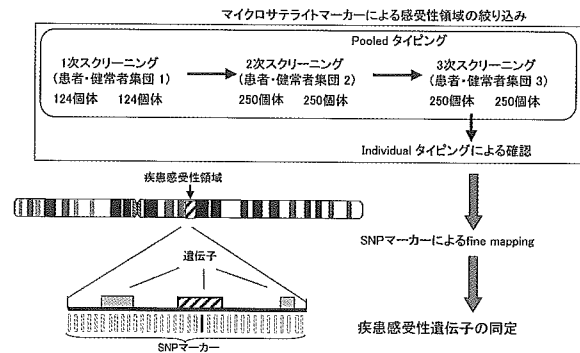 マイクロサテライトマーカーによる感受性領域の絞り込み
Pooled タイピング
1次スクリーニング
(患者・健常者集団 1)
124個体 124個体
2次スクリーニング
(患者・健常者集団 2)
250個体 250個体
3次スクリーニング
(患者・健常者集団 3)
250個体 250個体
Individual タイピングによる確認
疾患感受性領域
SNPマーカーによるfine mapping
遺伝子
疾患感受性遺伝子の同定
SNPマーカー